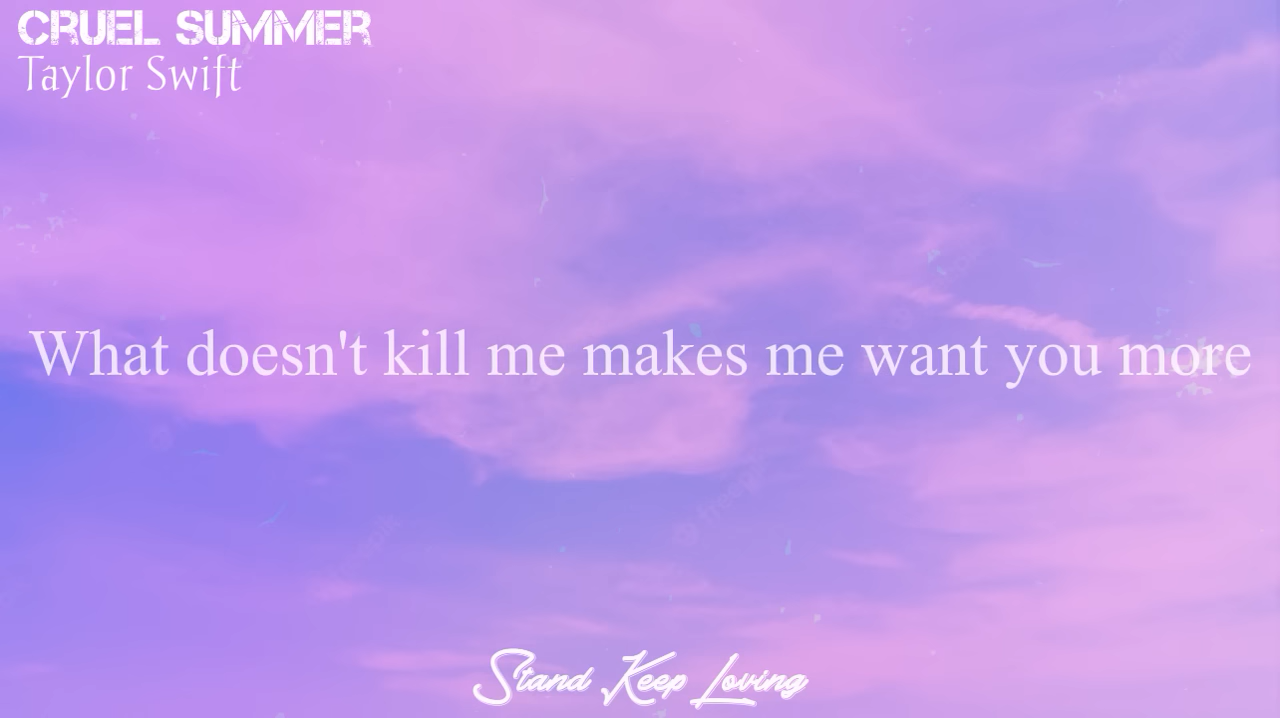 CRUEL SUMMER
Taylor Swift
What doesn't kill me makes me want you more
Stand Keep Loving